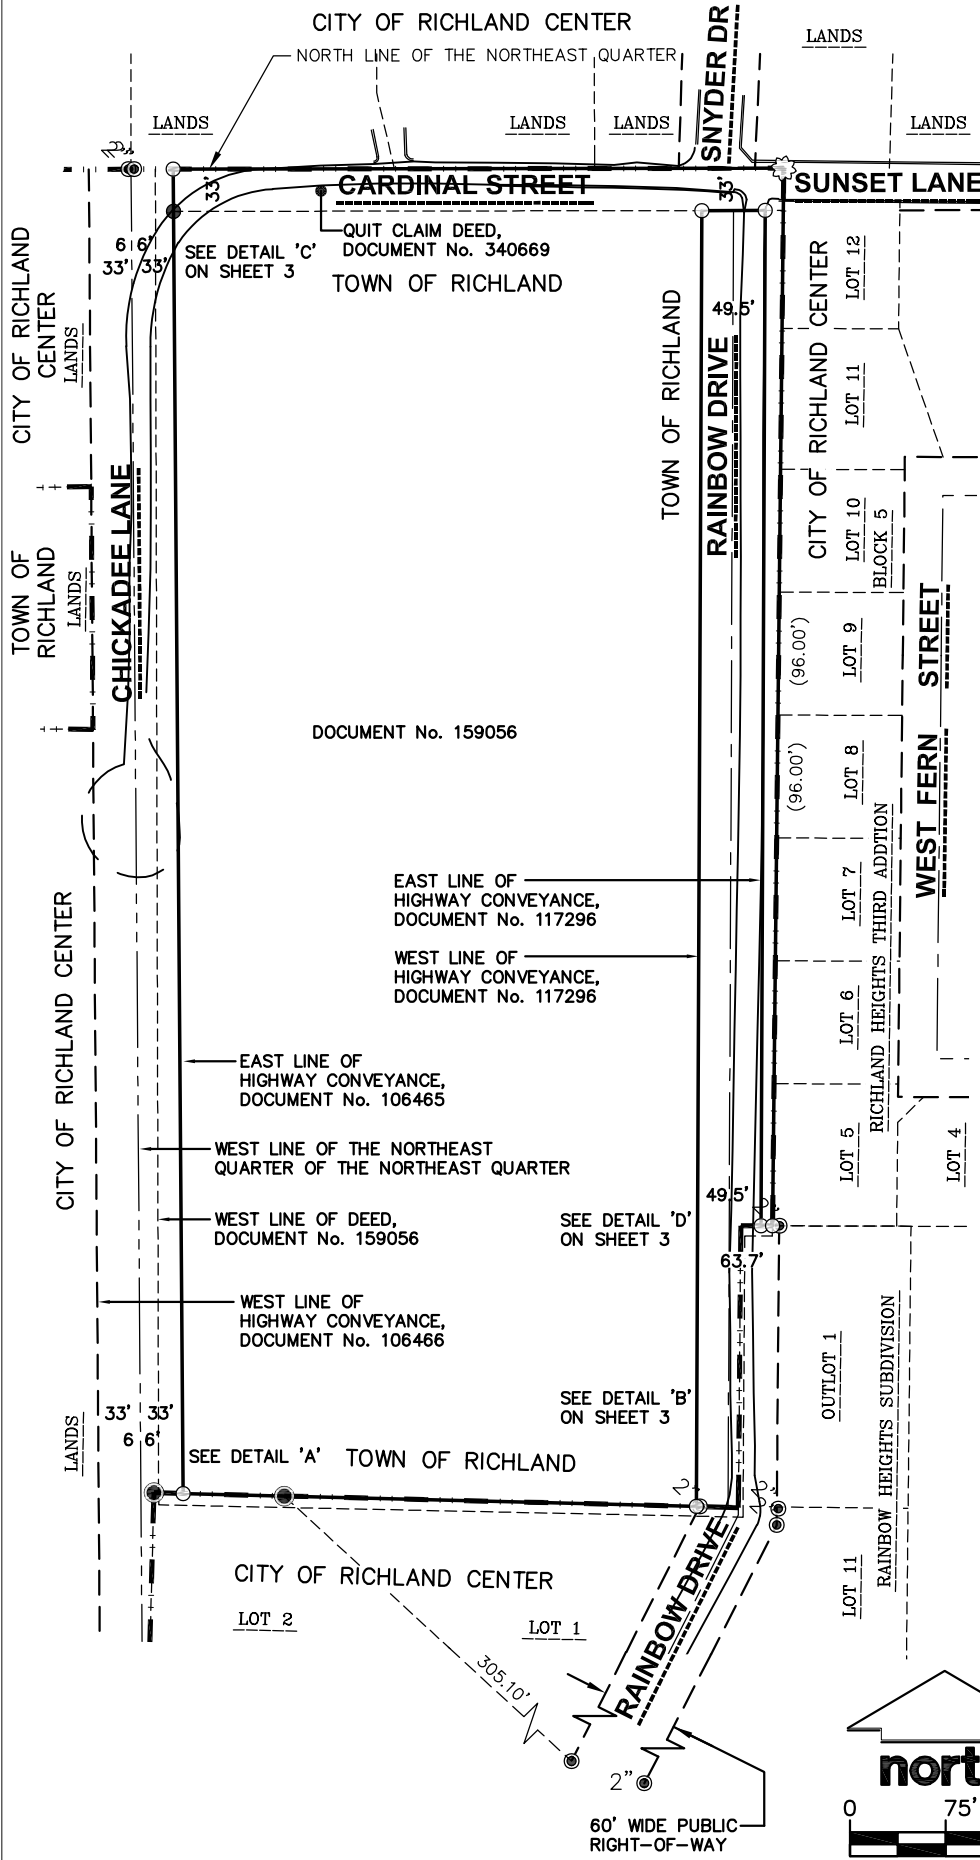 CITY OF RICHLAND CENTER
NORTH LINE OF THE NORTHEAST QUARTER
SNYDER DR
LANDS
LANDS
LANDS
LANDS
LANDS
2"
33'
CARDINAL STREET
33'
SUNSET LANE
QUIT CLAIM DEED,
DOCUMENT No. 340669
6 6'
33' 33'
SEE DETAIL 'C'
ON SHEET 3
TOWN OF RICHLAND
CITY OF RICHLAND
CENTER
LANDS
TOWN OF RICHLAND
49.5'
RAINBOW DRIVE
CITY OF RICHLAND CENTER
LOT 12
LOT 11
LOT 10
BLOCK 5
LOT 9
(96.00')
LOT 8
(96.00')
LOT 7
LOT 6
LOT 5
LOT 4
RICHLAND HEIGHTS THIRD ADDTION
WEST FERN STREET
TOWN OF
RICHLAND
LANDS
CHICKADEE LANE
DOCUMENT No. 159056
EAST LINE OF
HIGHWAY CONVEYANCE,
DOCUMENT No. 117296
WEST LINE OF
HIGHWAY CONVEYANCE,
DOCUMENT No. 117296
CITY OF RICHLAND CENTER
EAST LINE OF
HIGHWAY CONVEYANCE,
DOCUMENT No. 106465
WEST LINE OF THE NORTHEAST
QUARTER OF THE NORTHEAST QUARTER
WEST LINE OF DEED,
DOCUMENT No. 159056
49.5'
2"
SEE DETAIL 'D'
ON SHEET 3
63.7'
WEST LINE OF
HIGHWAY CONVEYANCE,
DOCUMENT No. 106466
OUTLOT 1
RAINBOW HEIGHTS SUBDIVISION
SEE DETAIL 'B'
ON SHEET 3
LANDS
33' 33'
6 6'
SEE DETAIL 'A'
TOWN OF RICHLAND
2"
2"
2"
LOT 11
CITY OF RICHLAND CENTER
LOT 2
LOT 1
RAINBOW DRIVE
305.10'
2"
60' WIDE PUBLIC
RIGHT-OF-WAY
nort
0 75'